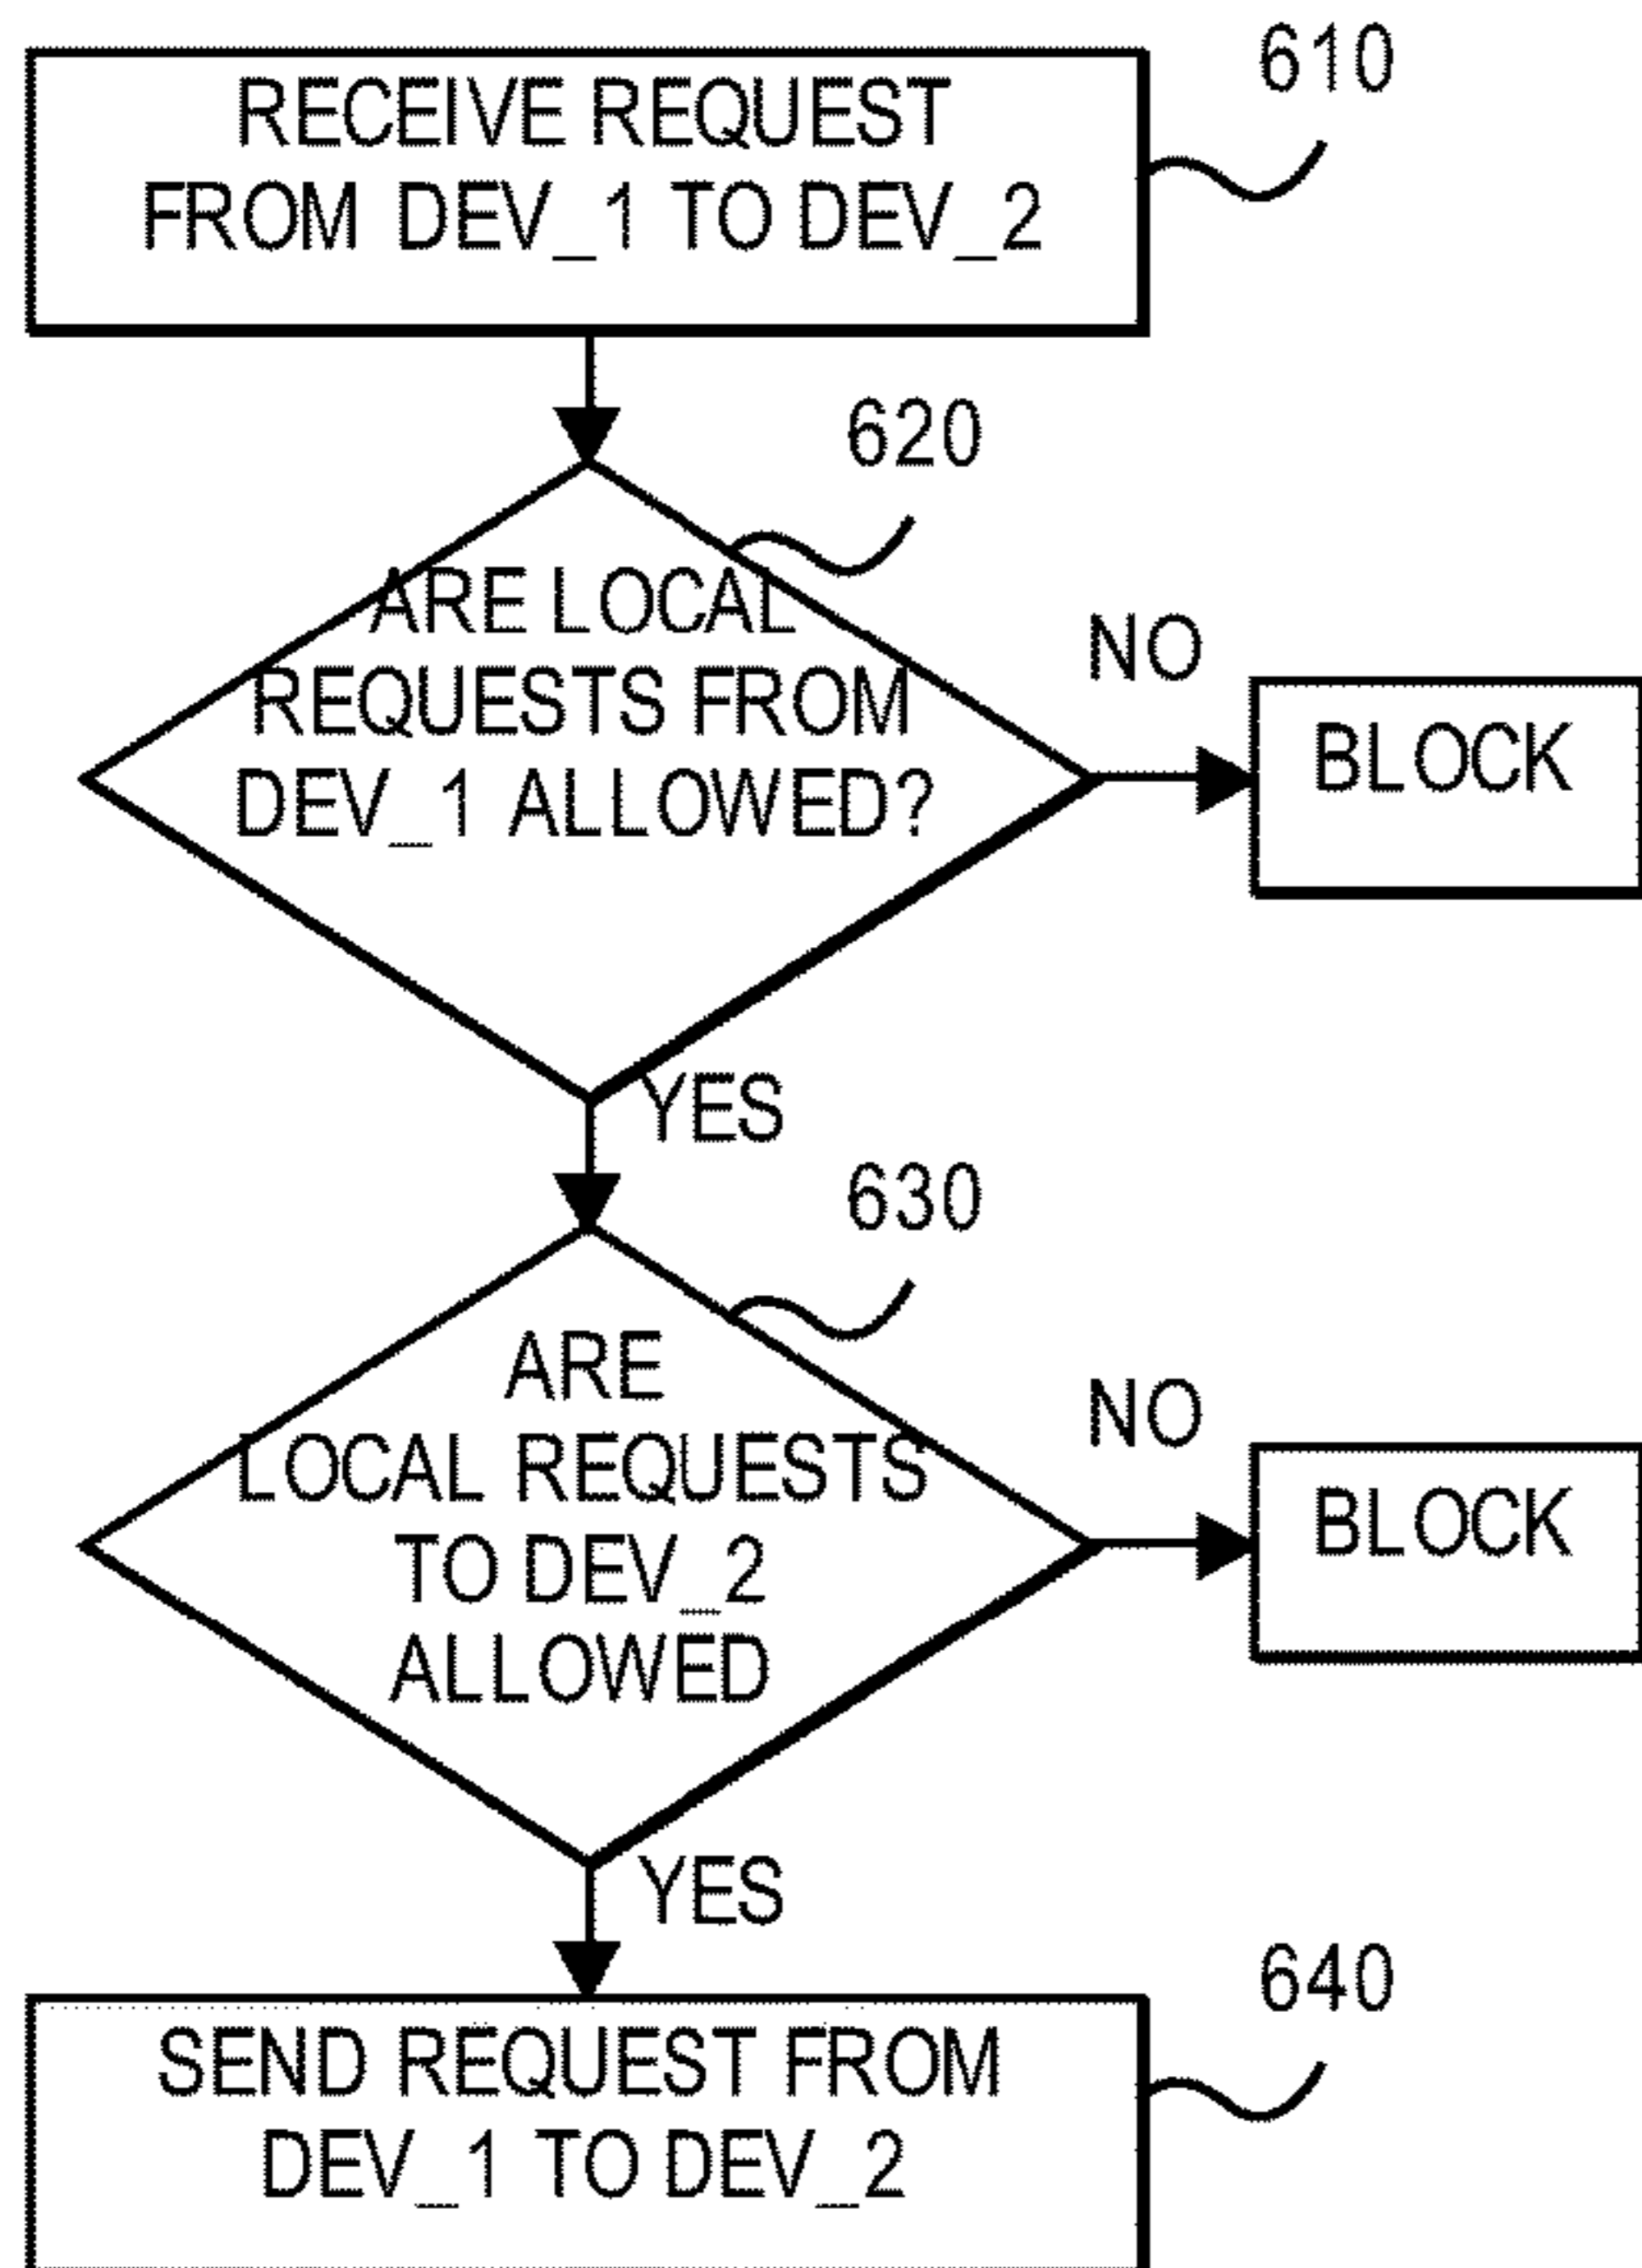 610
RECEIVE REQUEST
FROM DEV_1 TO DEV_2
620
ARE LOCAL
REQUESTS FROM
DEV_1 ALLOWED?
NO
BLOCK
YES
630
ARE
LOCAL REQUESTS
TO DEV_2
ALLOWED
NO
BLOCK
YES
640
SEND REQUEST FROM
DEV_1 TO DEV_2